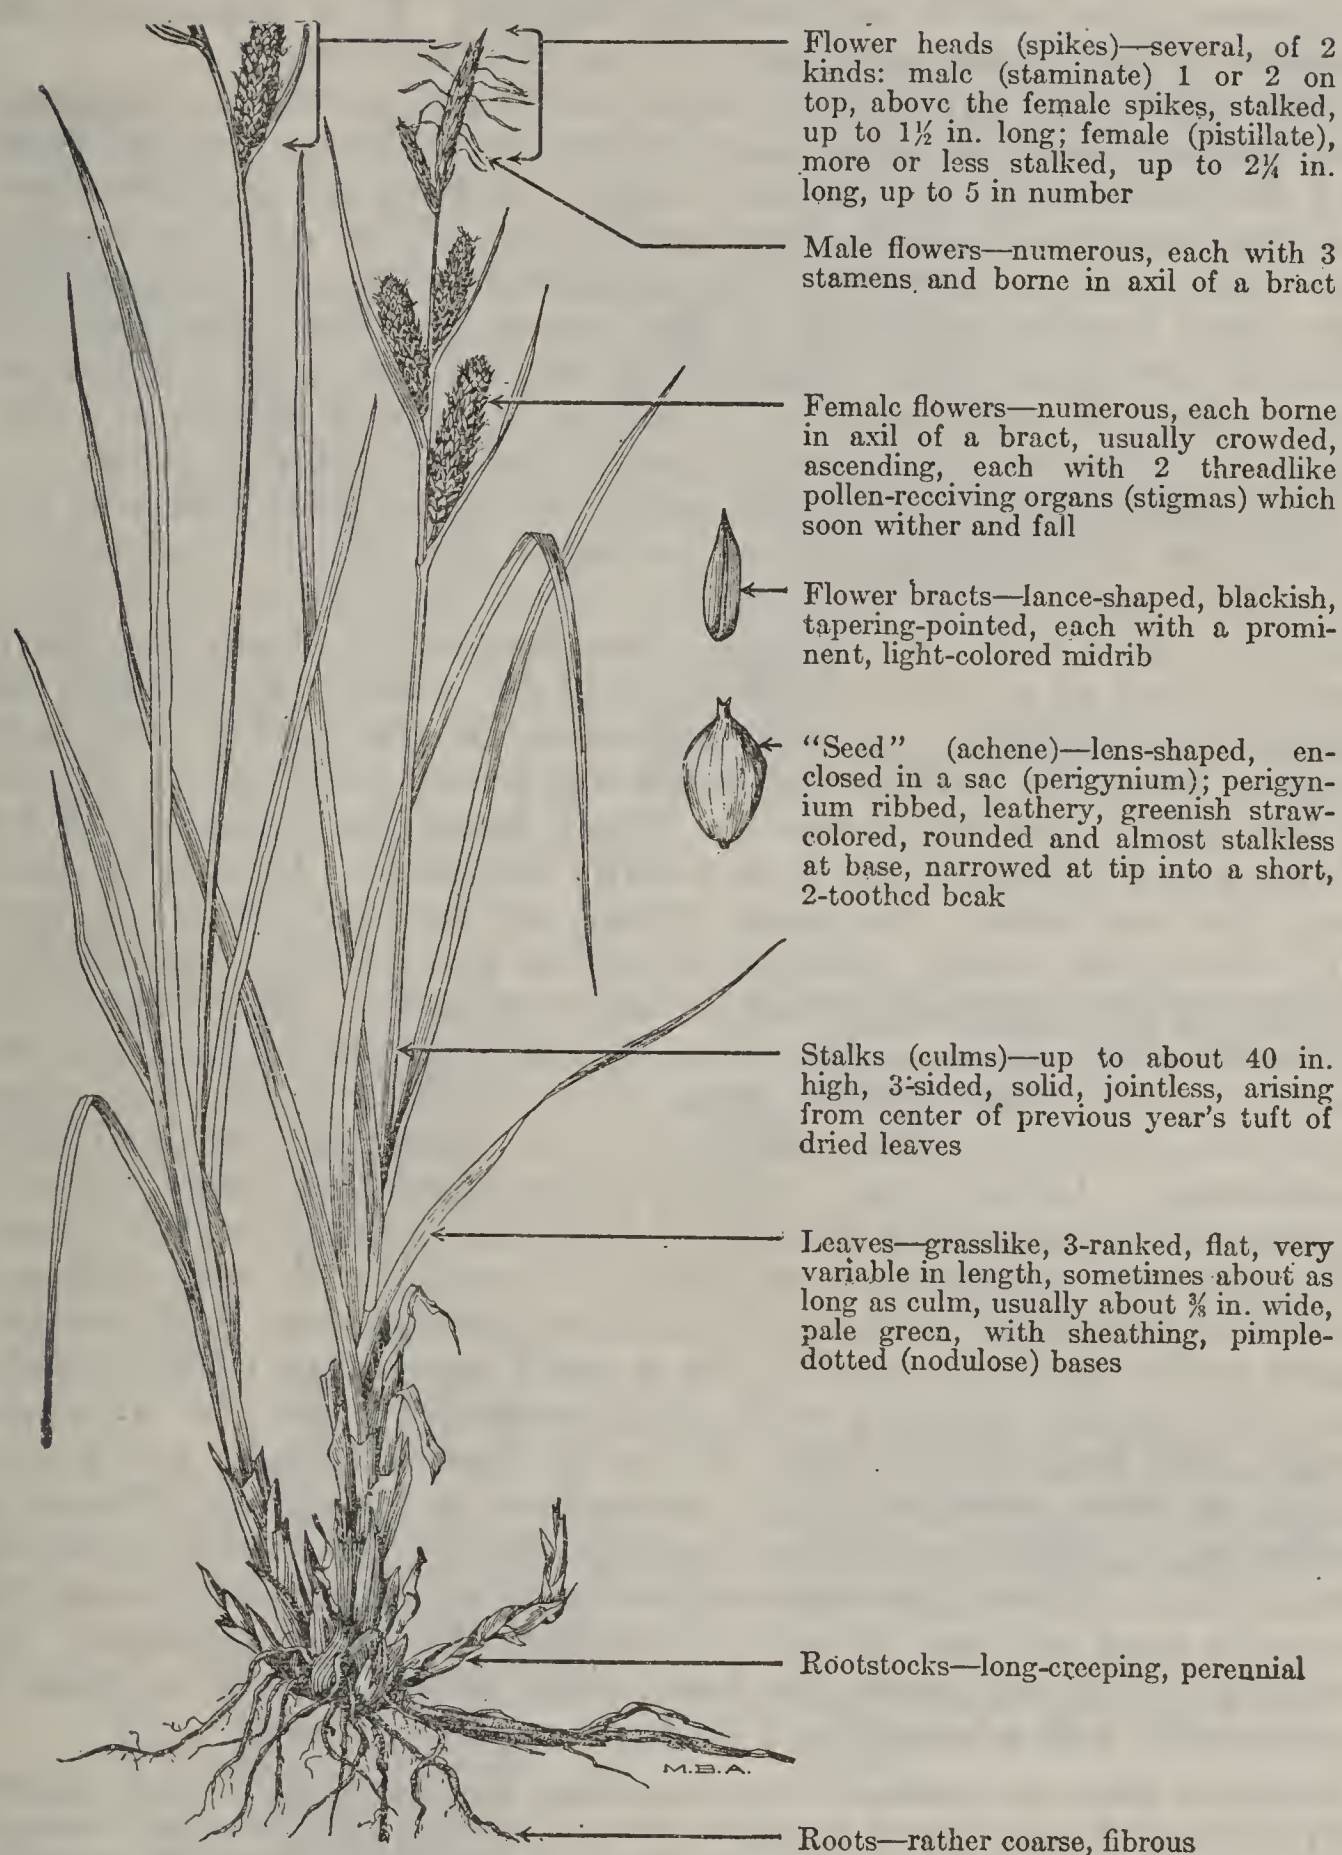 Flower heads (spikes)—several, of 2
kinds: male (staminate) 1 or 2 on
top, above the female spikes, stalked,
up to 1½ in. long; female (pistillate),
more or less stalked, up to 2¼ in.
long, up to 5 in number
Male flowers—numerous, each with 3
stamens and borne in axil of a bract
Female flowers—numerous, each borne
in axil of a bract, usually crowded,
ascending, each with 2 threadlike
pollen-receiving organs (stigmas) which
soon wither and fall
Flower bracts—lance-shaped, blackish,
tapering-pointed, each with a promi-
nent, light-colored midrib
“Seed” (achene)—lens-shaped, en-
closed in a sac (perigynium); perigyn-
ium ribbed, leathery, greenish straw-
colored, rounded and almost stalkless
at base, narrowed at tip into a short,
2-toothed beak
Stalks (culms)—up to about 40 in.
high, 3-sided, solid, jointless, arising
from center of previous year's tuft of
dried leaves
Leaves—grasslike, 3-ranked, flat, very
variable in length, sometimes about as
long as culm, usually about ⅜ in. wide,
pale green, with sheathing, pimple-
dotted (nodulose) bases
Rootstocks—long-creeping, perennial
M.B.A.
Roots—rather coarse, fibrous